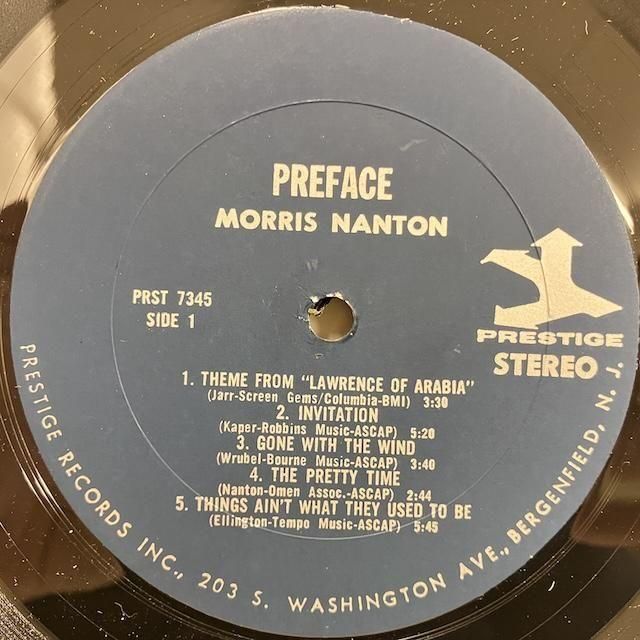 PREFACE
MORRIS NANTON
PRST 7345
SIDE 1
PRESTIGE
STEREO
1. THEME FROM "LAWRENCE OF ARABIA"
(Jarr-Screen Gems/Columbia-BMI) 3:30
2. INVITATION
(Kaper-Robbins Music-ASCAP) 5:20
3. GONE WITH THE WIND
(Wrubel-Bourne Music-ASCAP) 3:40
4. THE PRETTY TIME
(Nanton-Omen Assoc.-ASCAP) 2:44
5. THINGS AIN'T WHAT THEY USED TO BE
(Ellington-Tempo Music-ASCAP) 5:45
PRESTIGE RECORDS INC., 203 S. WASHINGTON AVE., BERGENFIELD, N. J.